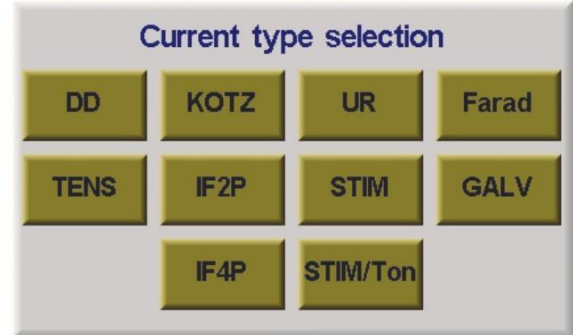 Current type selection
DD KOTZ UR Farad
TENS IF2P STIM GALV
IF4P STIM/Ton